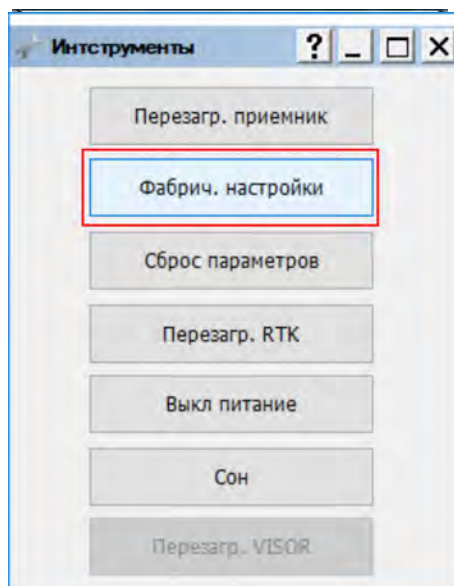 Интструменты
Перезагр. приемник
Фабрич. настройки
Сброс параметров
Перезагр. RTK
Выкл питание
Сон
Перезагр. VISOR